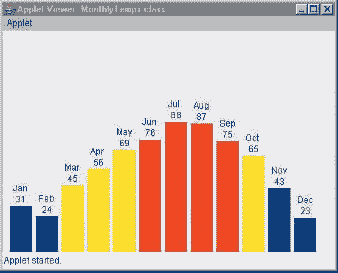 Applet Viewer: MonthlyTemps.class
Applet
Jul
88
Aug
87
Jun
76
Sep
75
May
69
Oct
65
Apr
56
Mar
45
Nov
43
Jan
31
Feb
24
Dec
23
Applet started.